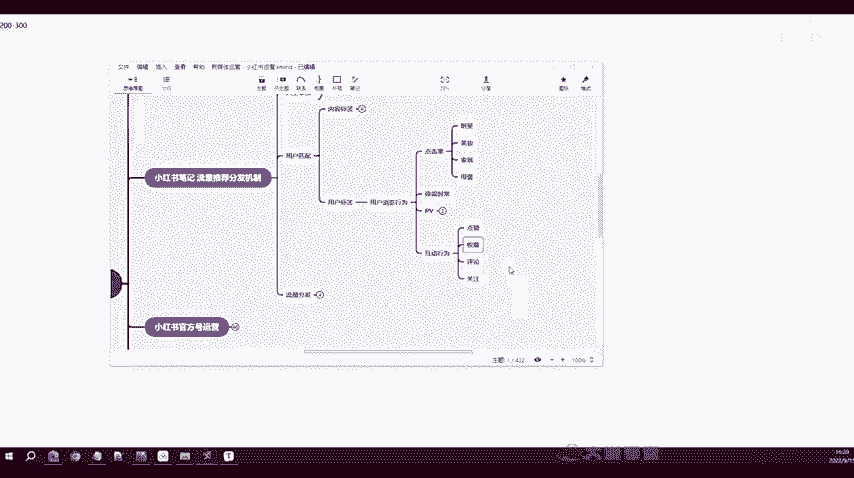 200-300
文件 编辑 插入 查看 帮助 新媒体运营 - 小红书运营.xmind - 已编辑
思维导图 大纲 主题 子主题 联系 概要 外框 笔记 分享 图标 格式
内容标签
用户匹配
小红书笔记 流量推荐分发机制
用户标签
用户浏览行为
点击率
明星
美妆
家居
母婴
停留时常
PV
互动行为
点赞
收藏
评论
关注
流量分发
小红书官方号运营
主题: 1 / 422
100%